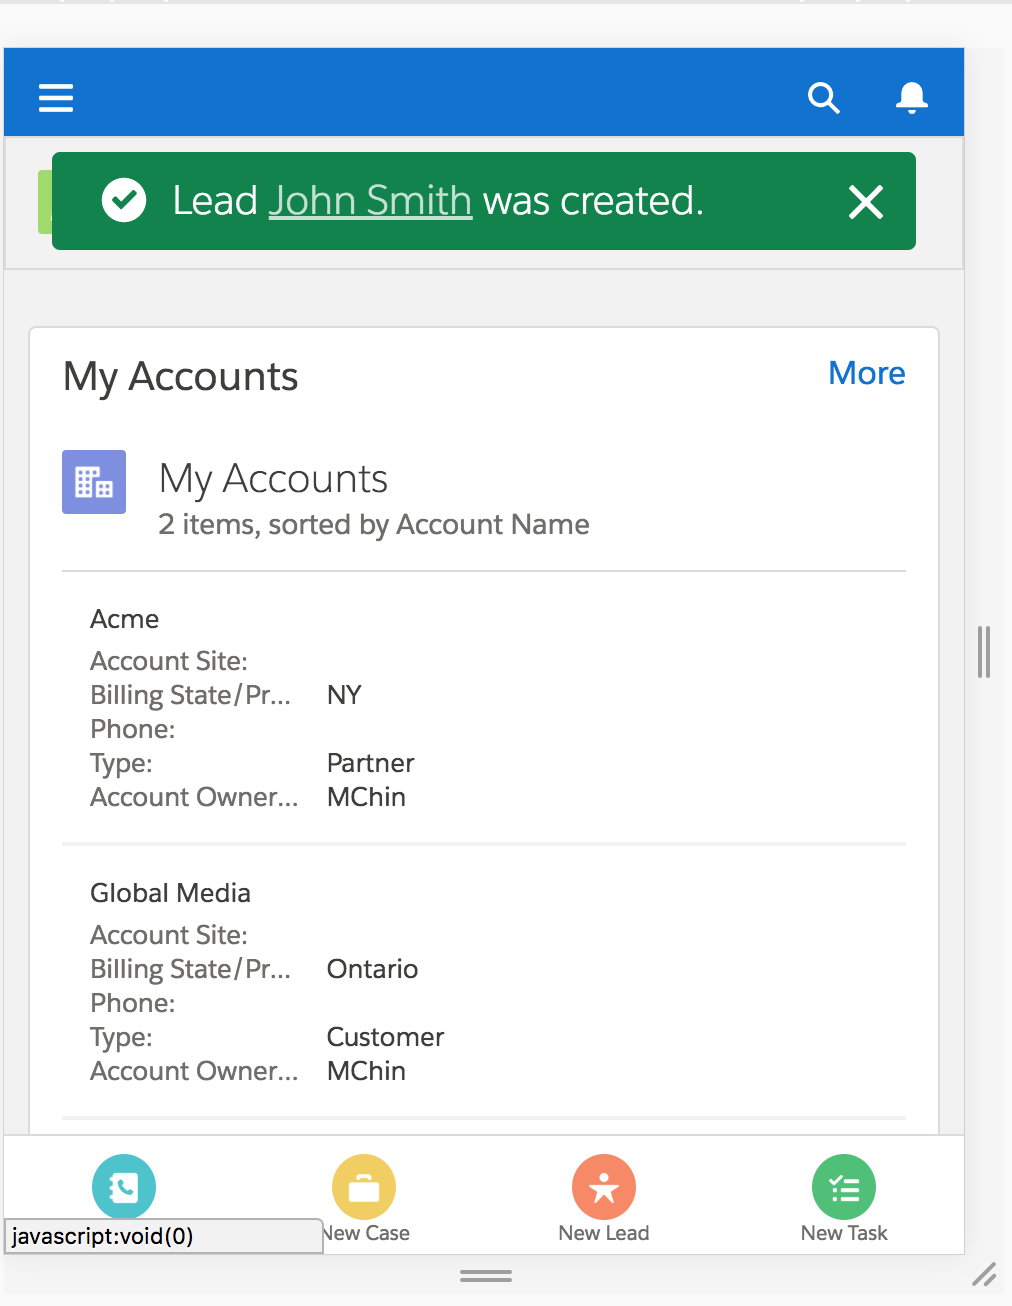 Lead John Smith was created.
My Accounts
More
My Accounts
2 items, sorted by Account Name
Acme
Account Site:
Billing State/Pr... NY
Phone:
Type: Partner
Account Owner... MChin
Global Media
Account Site:
Billing State/Pr... Ontario
Phone:
Type: Customer
Account Owner... MChin
New Case
New Lead
New Task
javascript:void(0)